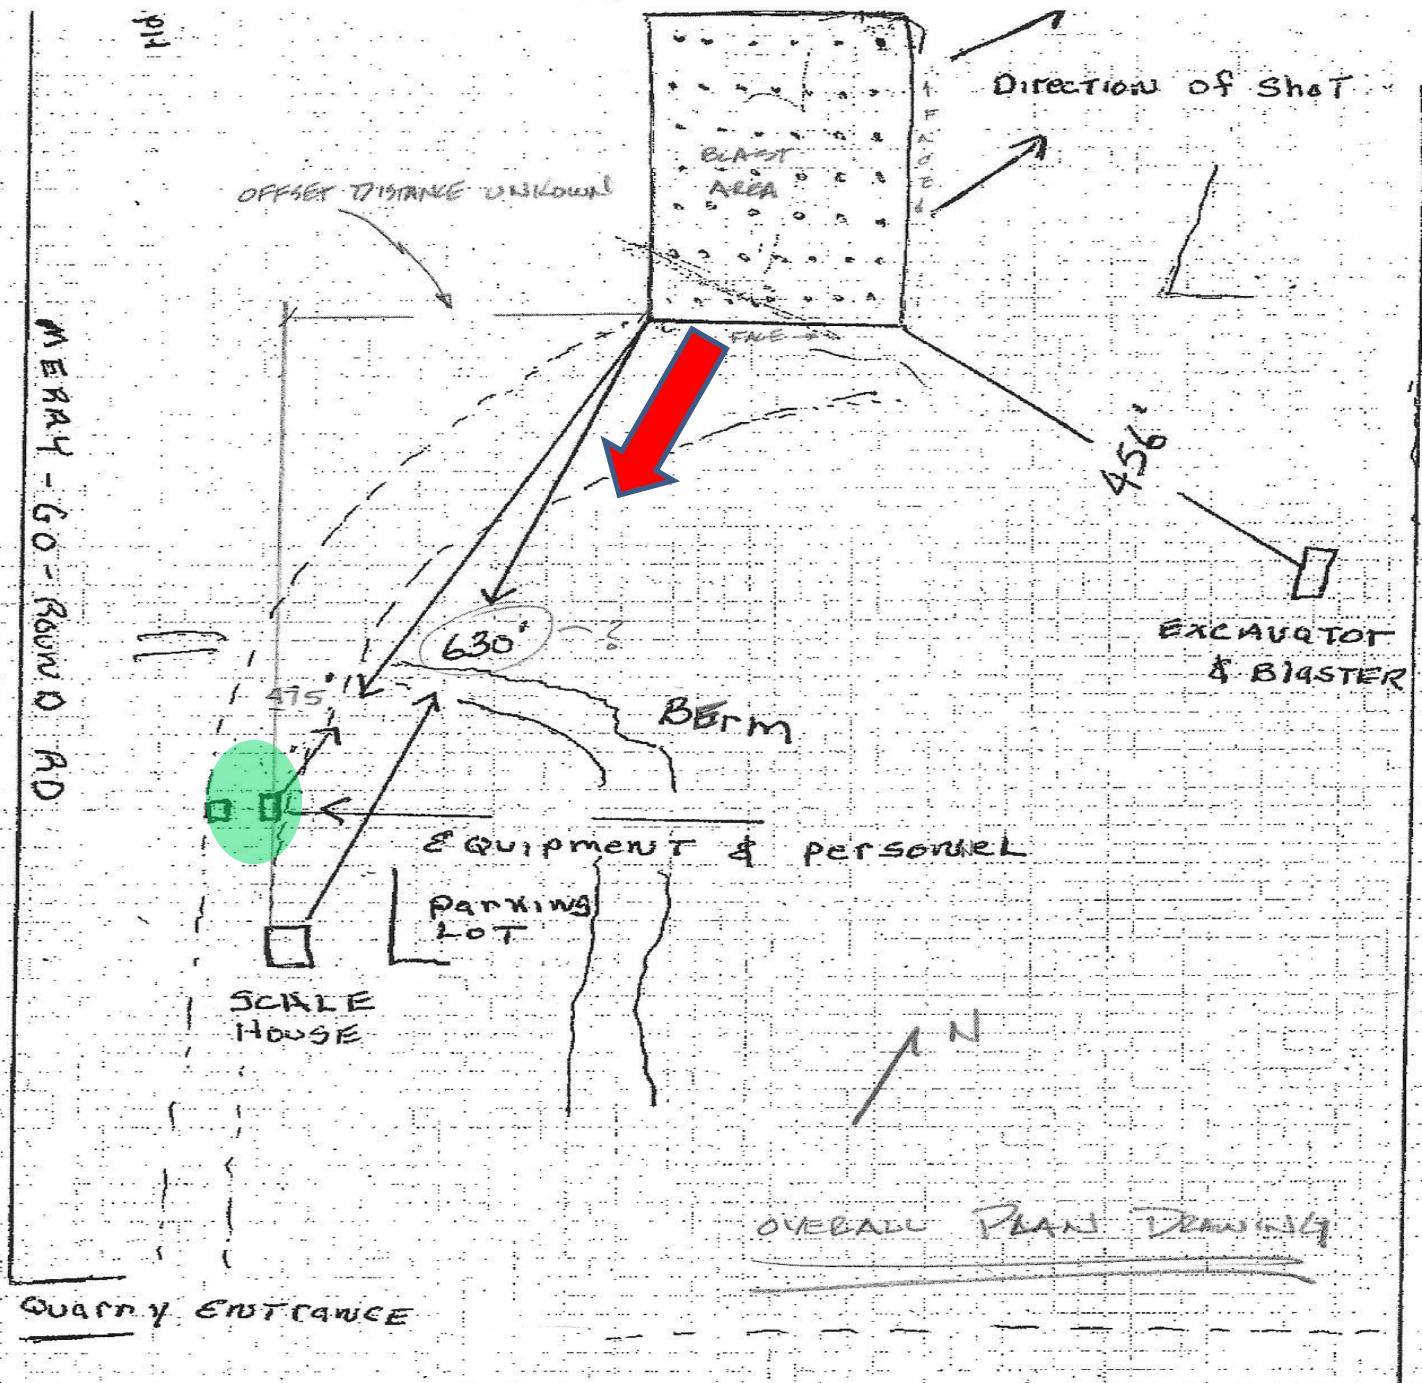 Direction of Shot
BLAST
AREA
FACE
OFFSET DISTANCE UNKOWN
FACE
456'
MERRY-GO-ROUND RD
630'
?
EXCAVATOR
& BlasTER
475'
BErm
EQuipmenT & personnel
parking
LOT
SCALE
HOUSE
N
OVERALL PLAN DRAWING
Quarry ENTrance